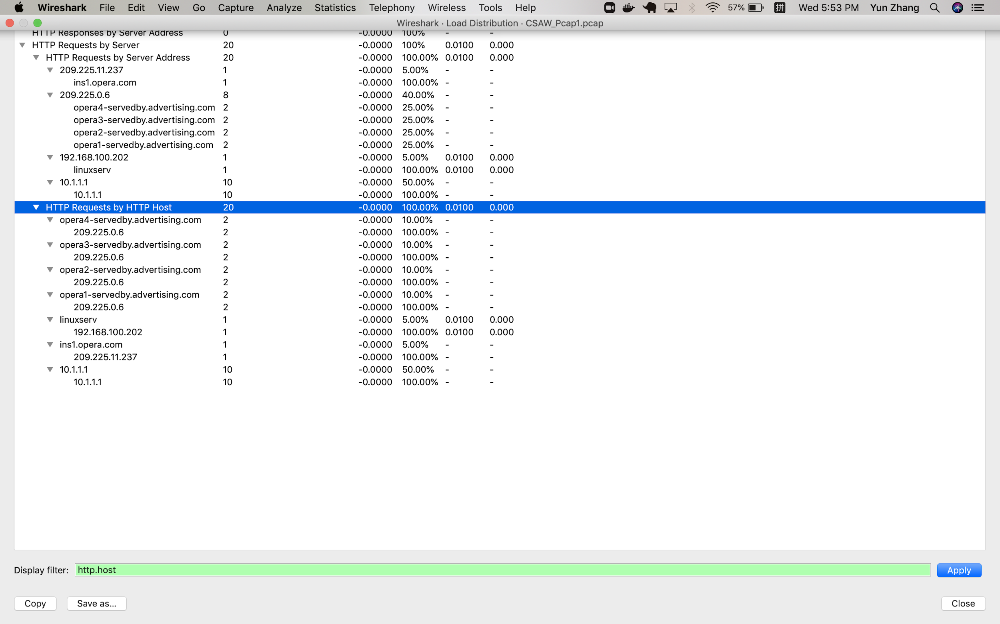 Wireshark File Edit View Go Capture Analyze Statistics Telephony Wireless Tools Help 57% 拼 Wed 5:53 PM Yun Zhang
Wireshark · Load Distribution · CSAW_Pcap1.pcap
HTTP Responses by Server Address 0 -0.0000 100% - -
HTTP Requests by Server 20 -0.0000 100% 0.0100 0.000
HTTP Requests by Server Address 20 -0.0000 100.00% 0.0100 0.000
209.225.11.237 1 -0.0000 5.00% - -
ins1.opera.com 1 -0.0000 100.00% - -
209.225.0.6 8 -0.0000 40.00% - -
opera4-servedby.advertising.com 2 -0.0000 25.00% - -
opera3-servedby.advertising.com 2 -0.0000 25.00% - -
opera2-servedby.advertising.com 2 -0.0000 25.00% - -
opera1-servedby.advertising.com 2 -0.0000 25.00% - -
192.168.100.202 1 -0.0000 5.00% 0.0100 0.000
linuxserv 1 -0.0000 100.00% 0.0100 0.000
10.1.1.1 10 -0.0000 50.00% - -
10.1.1.1 10 -0.0000 100.00% - -
HTTP Requests by HTTP Host 20 -0.0000 100.00% 0.0100 0.000
opera4-servedby.advertising.com 2 -0.0000 10.00% - -
209.225.0.6 2 -0.0000 100.00% - -
opera3-servedby.advertising.com 2 -0.0000 10.00% - -
209.225.0.6 2 -0.0000 100.00% - -
opera2-servedby.advertising.com 2 -0.0000 10.00% - -
209.225.0.6 2 -0.0000 100.00% - -
opera1-servedby.advertising.com 2 -0.0000 10.00% - -
209.225.0.6 2 -0.0000 100.00% - -
linuxserv 1 -0.0000 5.00% 0.0100 0.000
192.168.100.202 1 -0.0000 100.00% 0.0100 0.000
ins1.opera.com 1 -0.0000 5.00% - -
209.225.11.237 1 -0.0000 100.00% - -
10.1.1.1 10 -0.0000 50.00% - -
10.1.1.1 10 -0.0000 100.00% - -
Display filter: http.host Apply
Copy Save as... Close